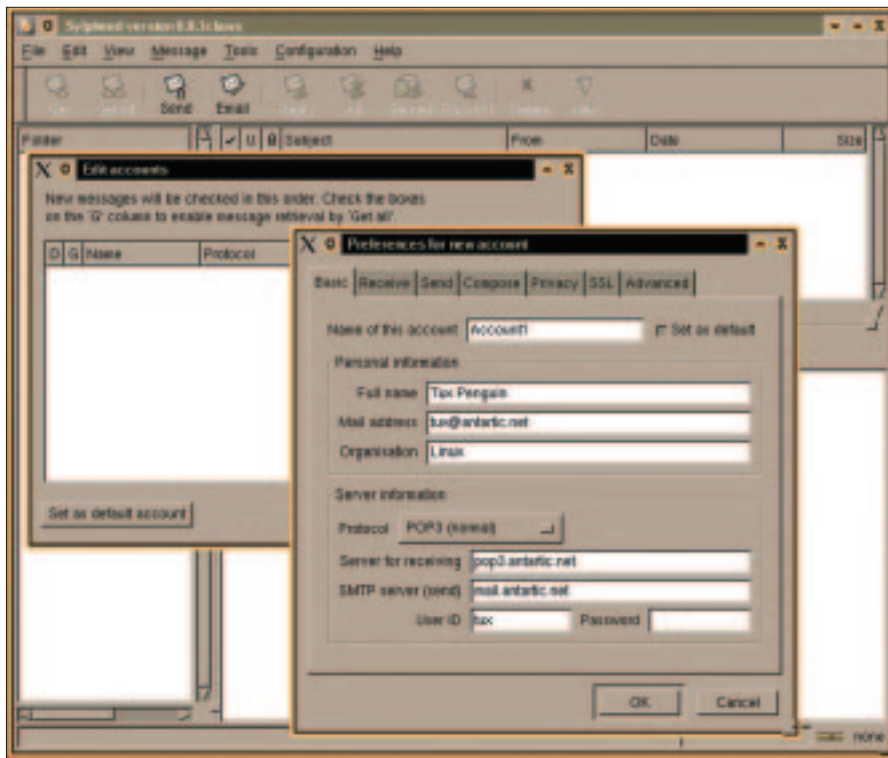 Sylpheed version 0.8.1claws
File Edit View Message Tools Configuration Help
Send Email
Folder U Subject From Date Size
Edit accounts
New messages will be checked in this order. Check the boxes
on the 'G' column to enable message retrieval by 'Get all'.
D G Name Protocol
Set as default account
Preferences for new account
Basic Receive Send Compose Privacy SSL Advanced
Name of this account Account1 Set as default
Personal information
Full name Tux Penguin
Mail address tux@antartic.net
Organisation Linux
Server information
Protocol POP3 (normal)
Server for receiving pop3.antartic.net
SMTP server (send) mail.antartic.net
User ID tux Password
OK Cancel
none